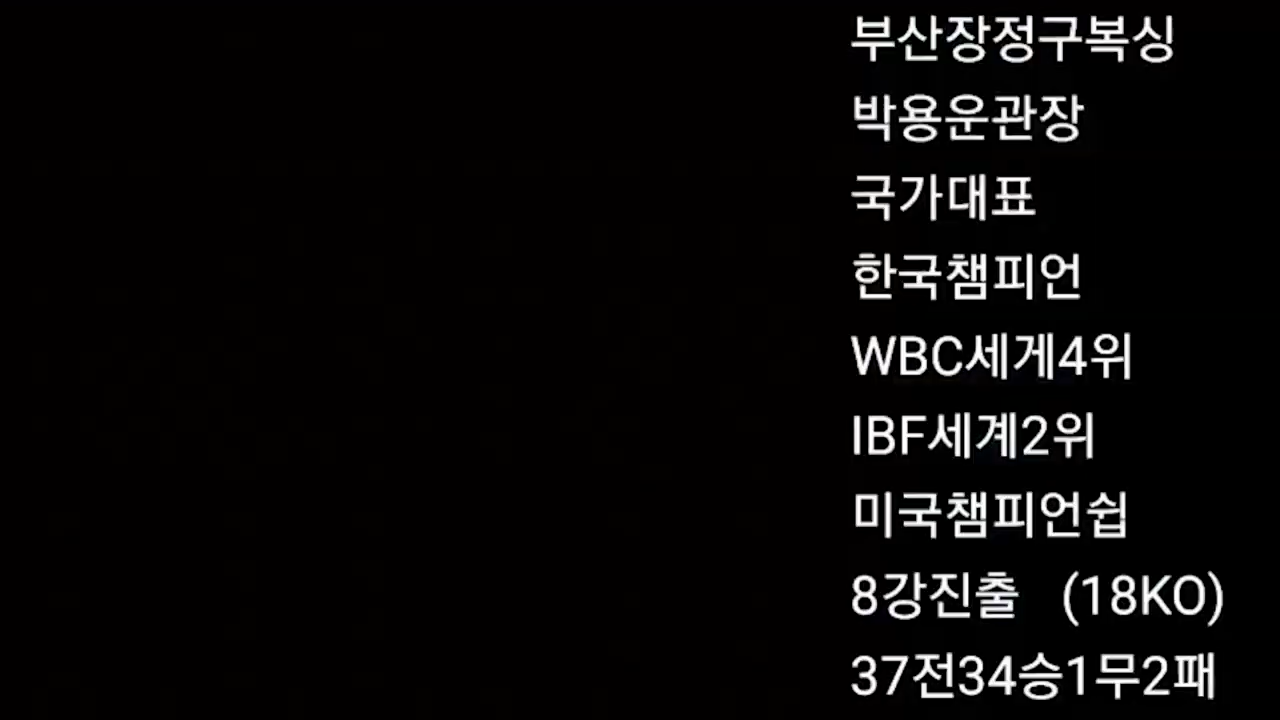 부산장정구복싱
박용운관장
국가대표
한국챔피언
WBC세게4위
IBF세계2위
미국챔피언쉽
8강진출 (18KO)
37전34승1무2패